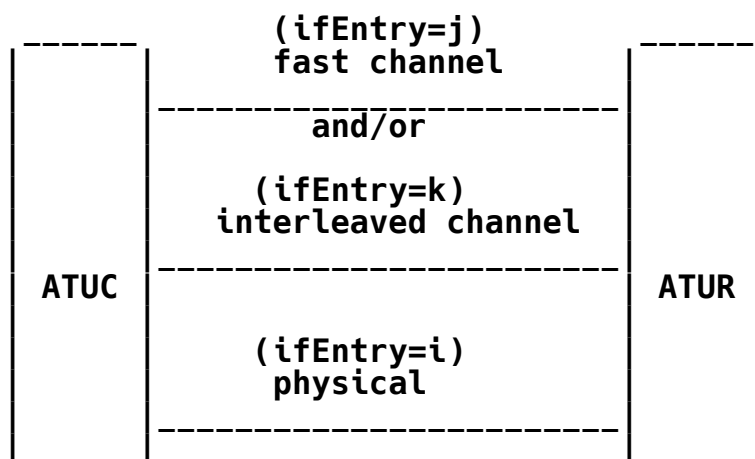 (ifEntry=j)
fast channel
and/or
(ifEntry=k)
interleaved channel
ATUC ATUR
(ifEntry=i)
physical